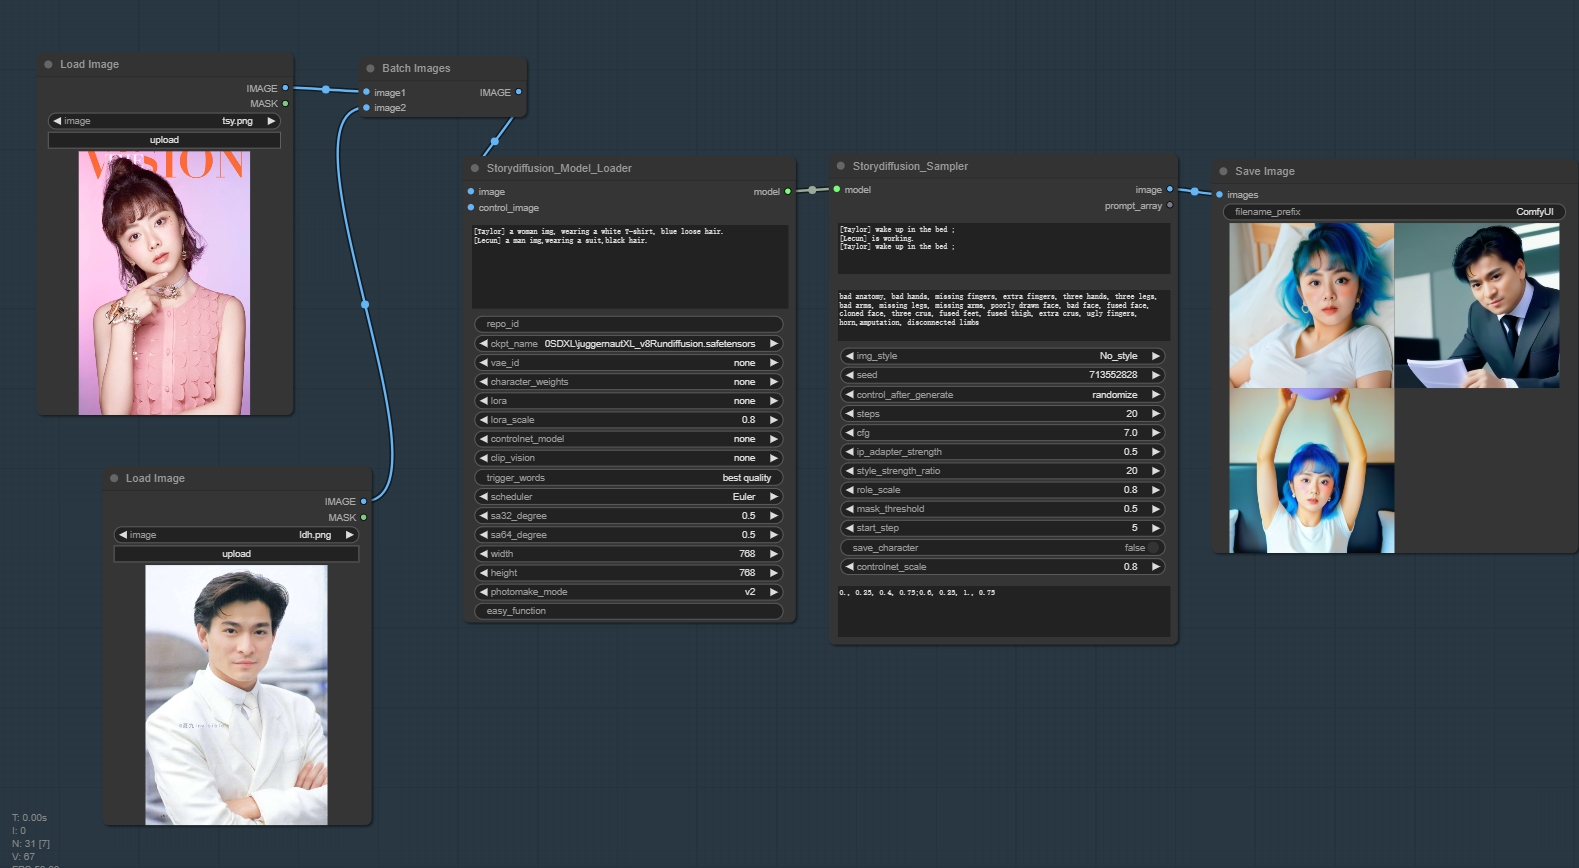 Load Image
IMAGE
MASK
image tsy.png
upload
VISION
Batch Images
image1 IMAGE
image2
Storydiffusion_Model_Loader
image model
control_image
[Taylor] a woman img, wearing a white T-shirt, blue loose hair.
[Lecun] a man img,wearing a suit,black hair.
repo_id
ckpt_name 0SDXL\juggernautXL_v8Rundiffusion.safetensors
vae_id none
character_weights none
lora none
lora_scale 0.8
controlnet_model none
clip_vision none
trigger_words best quality
scheduler Euler
sa32_degree 0.5
sa64_degree 0.5
width 768
height 768
photomake_mode v2
easy_function
Storydiffusion_Sampler
model image
prompt_array
[Taylor] wake up in the bed ;
[Lecun] is working.
[Taylor] wake up in the bed ;
bad anatomy, bad hands, missing fingers, extra fingers, three hands, three legs,
bad arms, missing legs, missing arms, poorly drawn face, bad face, fused face,
cloned face, three crus, fused feet, fused thigh, extra crus, ugly fingers,
horn,amputation, disconnected limbs
img_style No_style
seed 713552828
control_after_generate randomize
steps 20
cfg 7.0
ip_adapter_strength 0.5
style_strength_ratio 20
role_scale 0.8
mask_threshold 0.5
start_step 5
save_character false
controlnet_scale 0.8
0., 0.25, 0.4, 0.75;0.6, 0.25, 1., 0.75
Save Image
images
filename_prefix ComfyUI
Load Image
IMAGE
MASK
image ldh.png
upload
T: 0.00s
I: 0
N: 31 [7]
V: 67